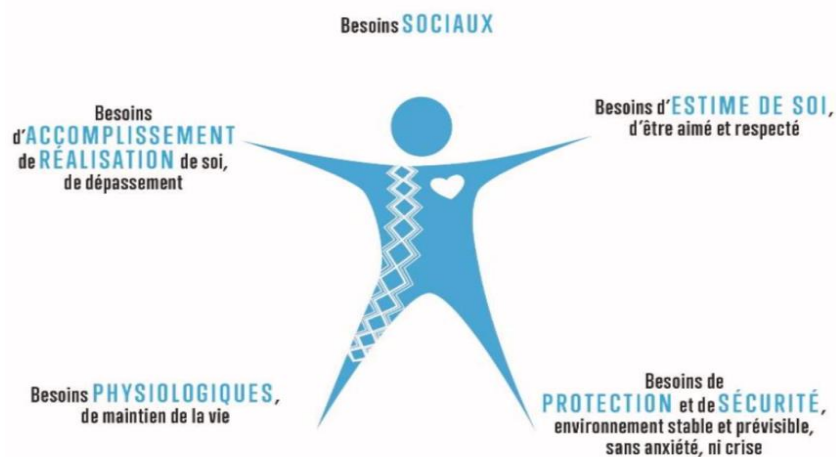 Besoins SOCIAUX
Besoins
d'ACCOMPLISSEMENT
de RÉALISATION de soi,
de dépassement
Besoins d'ESTIME DE SOI,
d'être aimé et respecté
Besoins PHYSIOLOGIQUES,
de maintien de la vie
Besoins de
PROTECTION et de SÉCURITÉ,
environnement stable et prévisible,
sans anxiété, ni crise